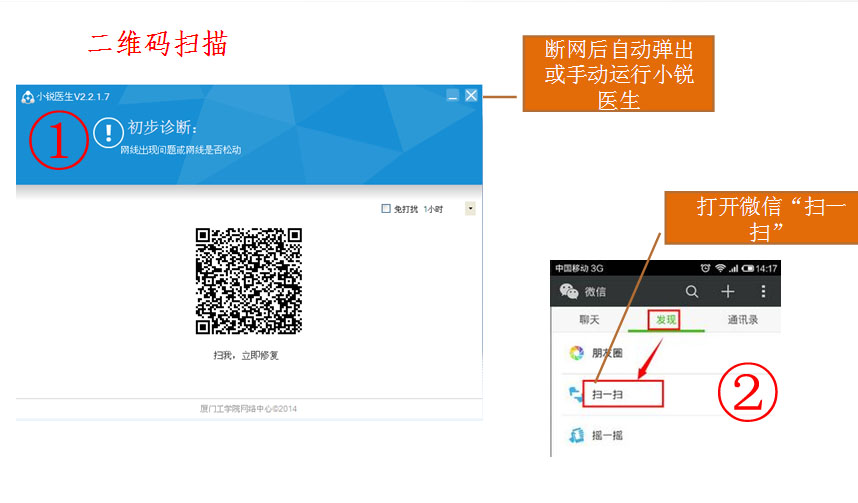 二维码扫描
断网后自动弹出
或手动运行小锐
医生
小锐医生V2.2.1.7
①
初步诊断：
网线出现问题或网线是否松动
免打扰 1小时
扫我，立即修复
厦门工学院网络中心©2014
打开微信“扫一
扫”
中国移动 3G 14:17
微信
聊天 发现 通讯录
朋友圈
扫一扫
②
摇一摇